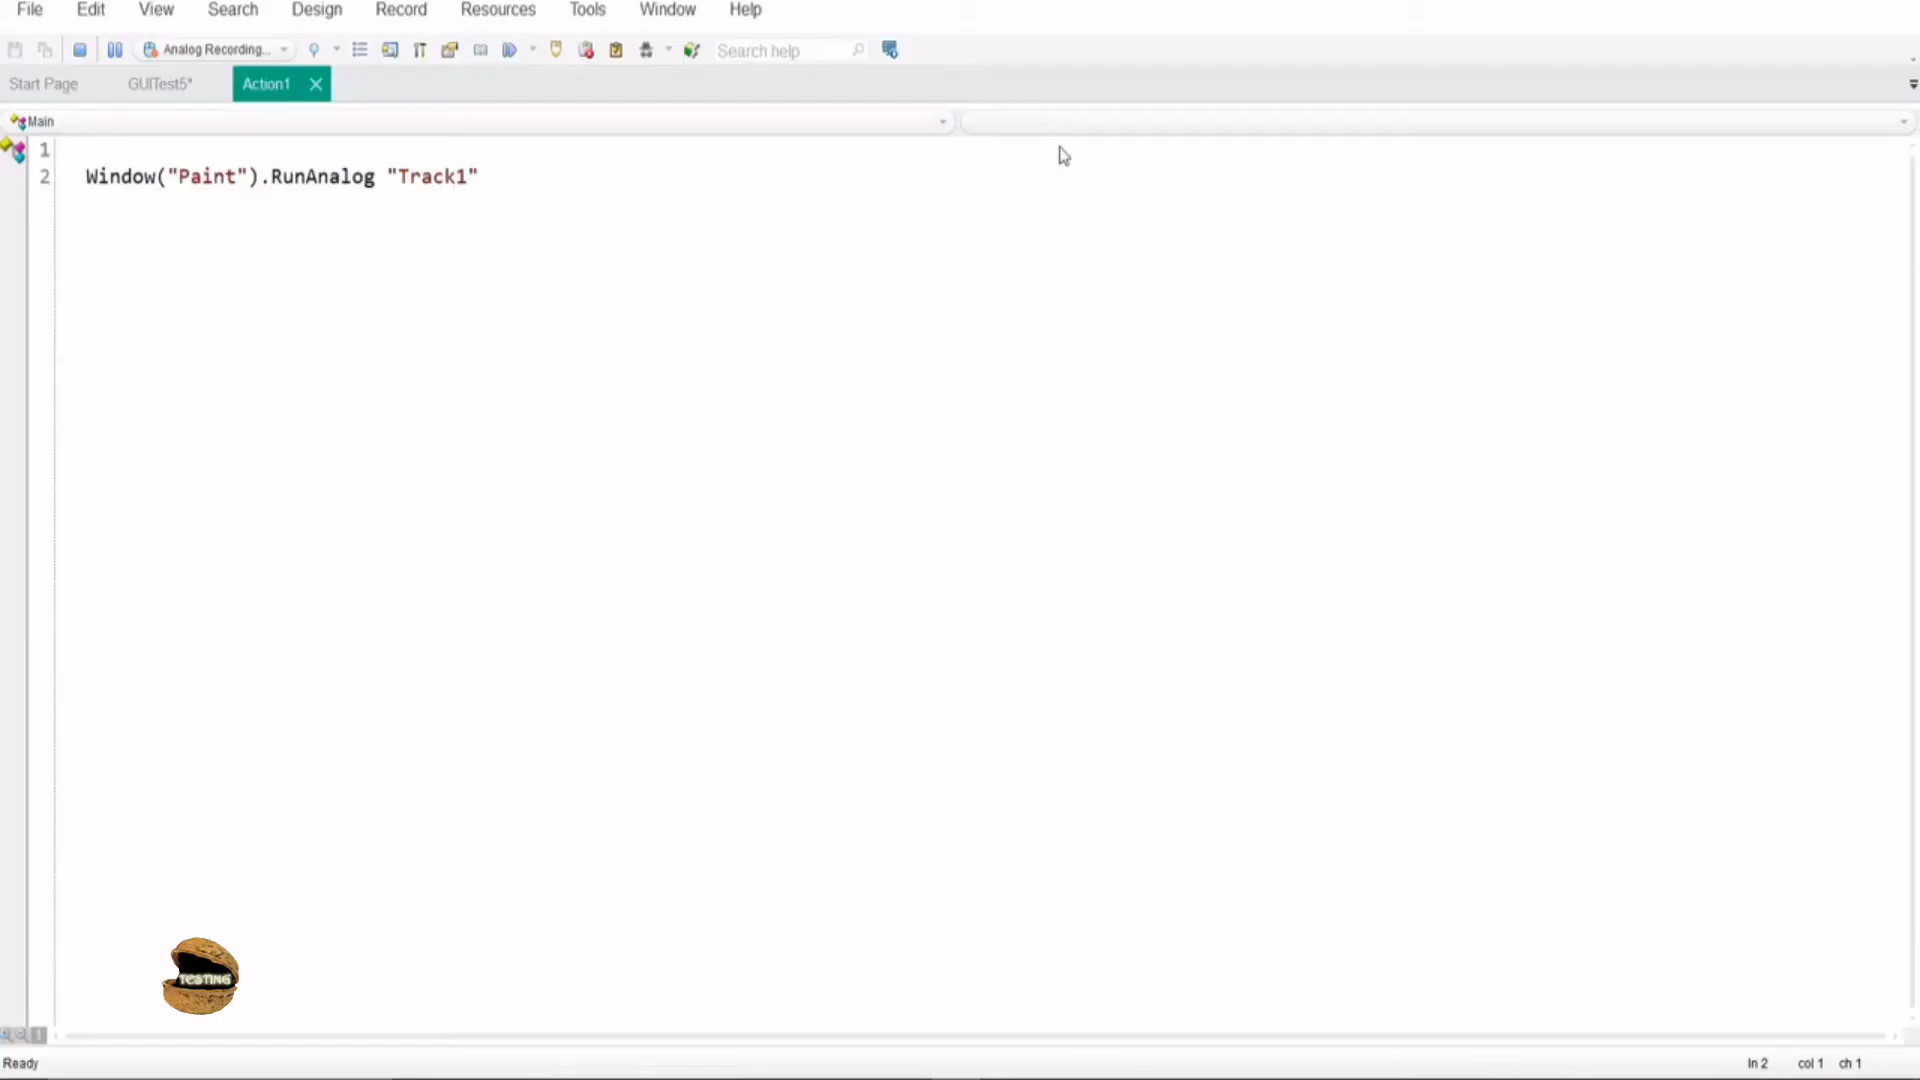 File Edit View Search Design Record Resources Tools Window Help
Analog Recording... Search help
Start Page GUITest5* Action1
Main
1
2 Window("Paint").RunAnalog "Track1"
TESTING
Ready ln 2 col 1 ch 1